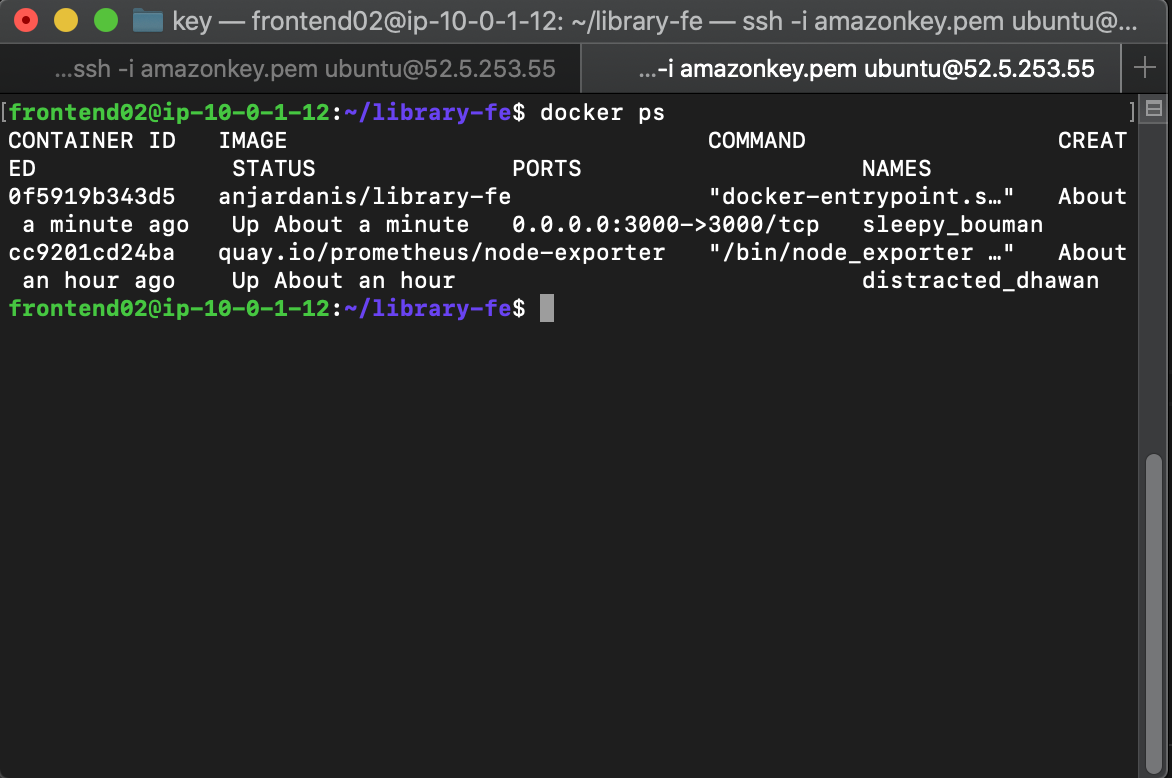 key — frontend02@ip-10-0-1-12: ~/library-fe — ssh -i amazonkey.pem ubuntu@...
...ssh -i amazonkey.pem ubuntu@52.5.253.55
...-i amazonkey.pem ubuntu@52.5.253.55
[frontend02@ip-10-0-1-12:~/library-fe$ docker ps ]
CONTAINER ID   IMAGE                              COMMAND                  CREAT
ED              STATUS              PORTS                    NAMES
0f5919b343d5   anjardanis/library-fe              "docker-entrypoint.s…"   About
 a minute ago   Up About a minute   0.0.0.0:3000->3000/tcp   sleepy_bouman
cc9201cd24ba   quay.io/prometheus/node-exporter   "/bin/node_exporter …"   About
 an hour ago    Up About an hour                             distracted_dhawan
frontend02@ip-10-0-1-12:~/library-fe$